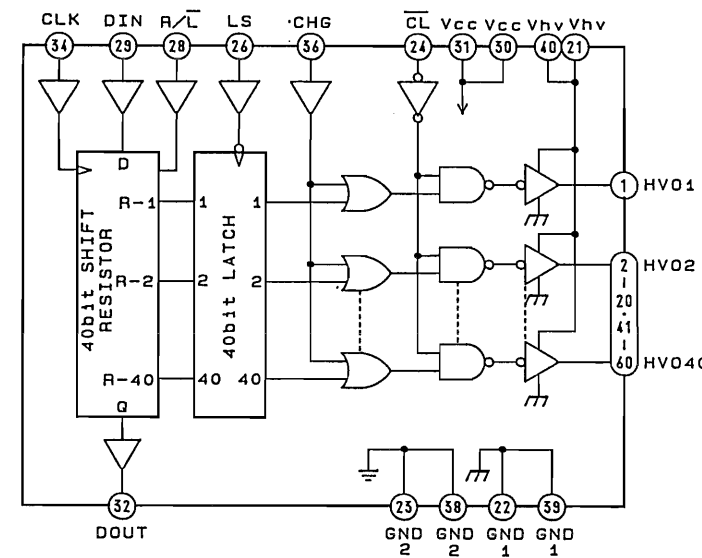 CLK DIN R/L̅ LS CHG C̅L̅ Vcc Vcc Vhv Vhv
34 29 28 26 36 24 31 30 40 21
D
R-1 1 1 1 HVO1
R-2 2 2 2 HVO2
40bit SHIFT RESISTOR
40bit LATCH
20
41
R-40 40 40 60 HVO40
Q
32 23 38 22 39
DOUT GND 2 GND 2 GND 1 GND 1